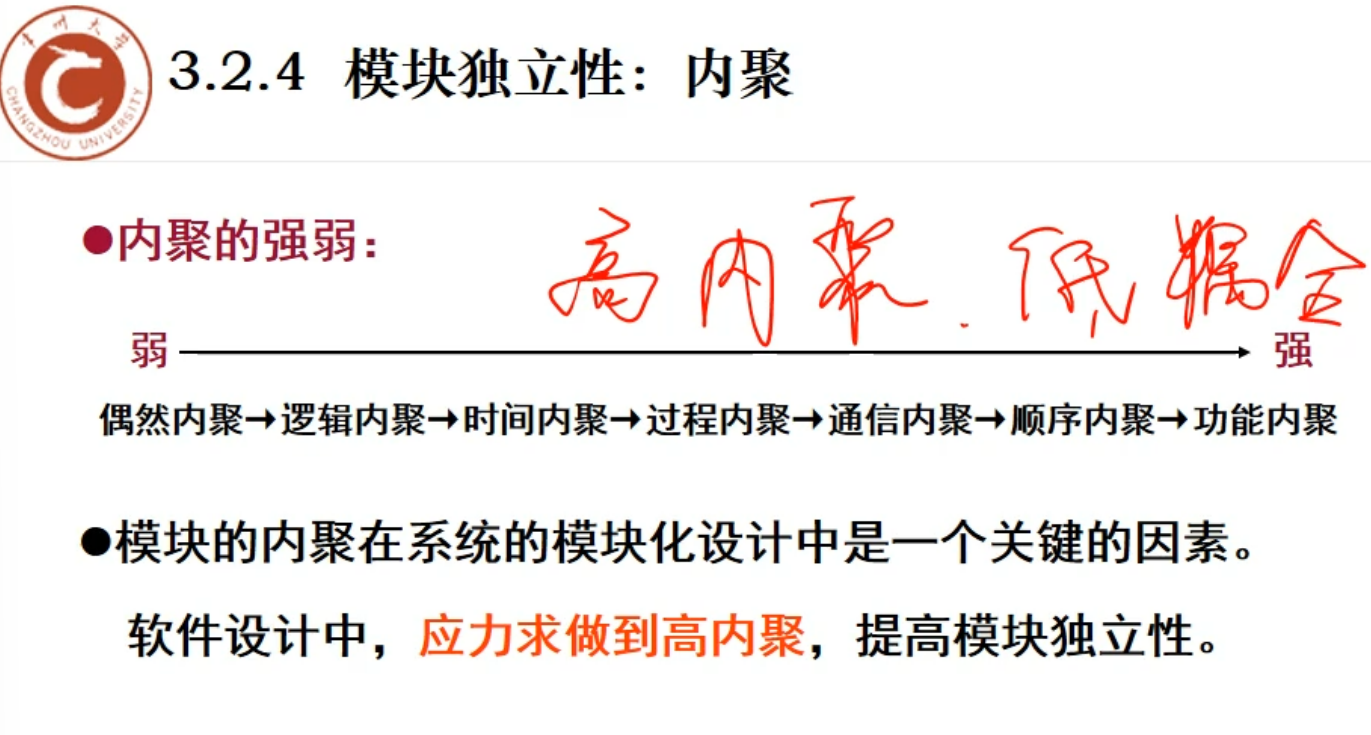 常州大学
CHANGZHOU UNIVERSITY
3.2.4 模块独立性：内聚
●内聚的强弱：
高内聚．低耦合
弱 强
偶然内聚→逻辑内聚→时间内聚→过程内聚→通信内聚→顺序内聚→功能内聚
●模块的内聚在系统的模块化设计中是一个关键的因素。
软件设计中，应力求做到高内聚，提高模块独立性。